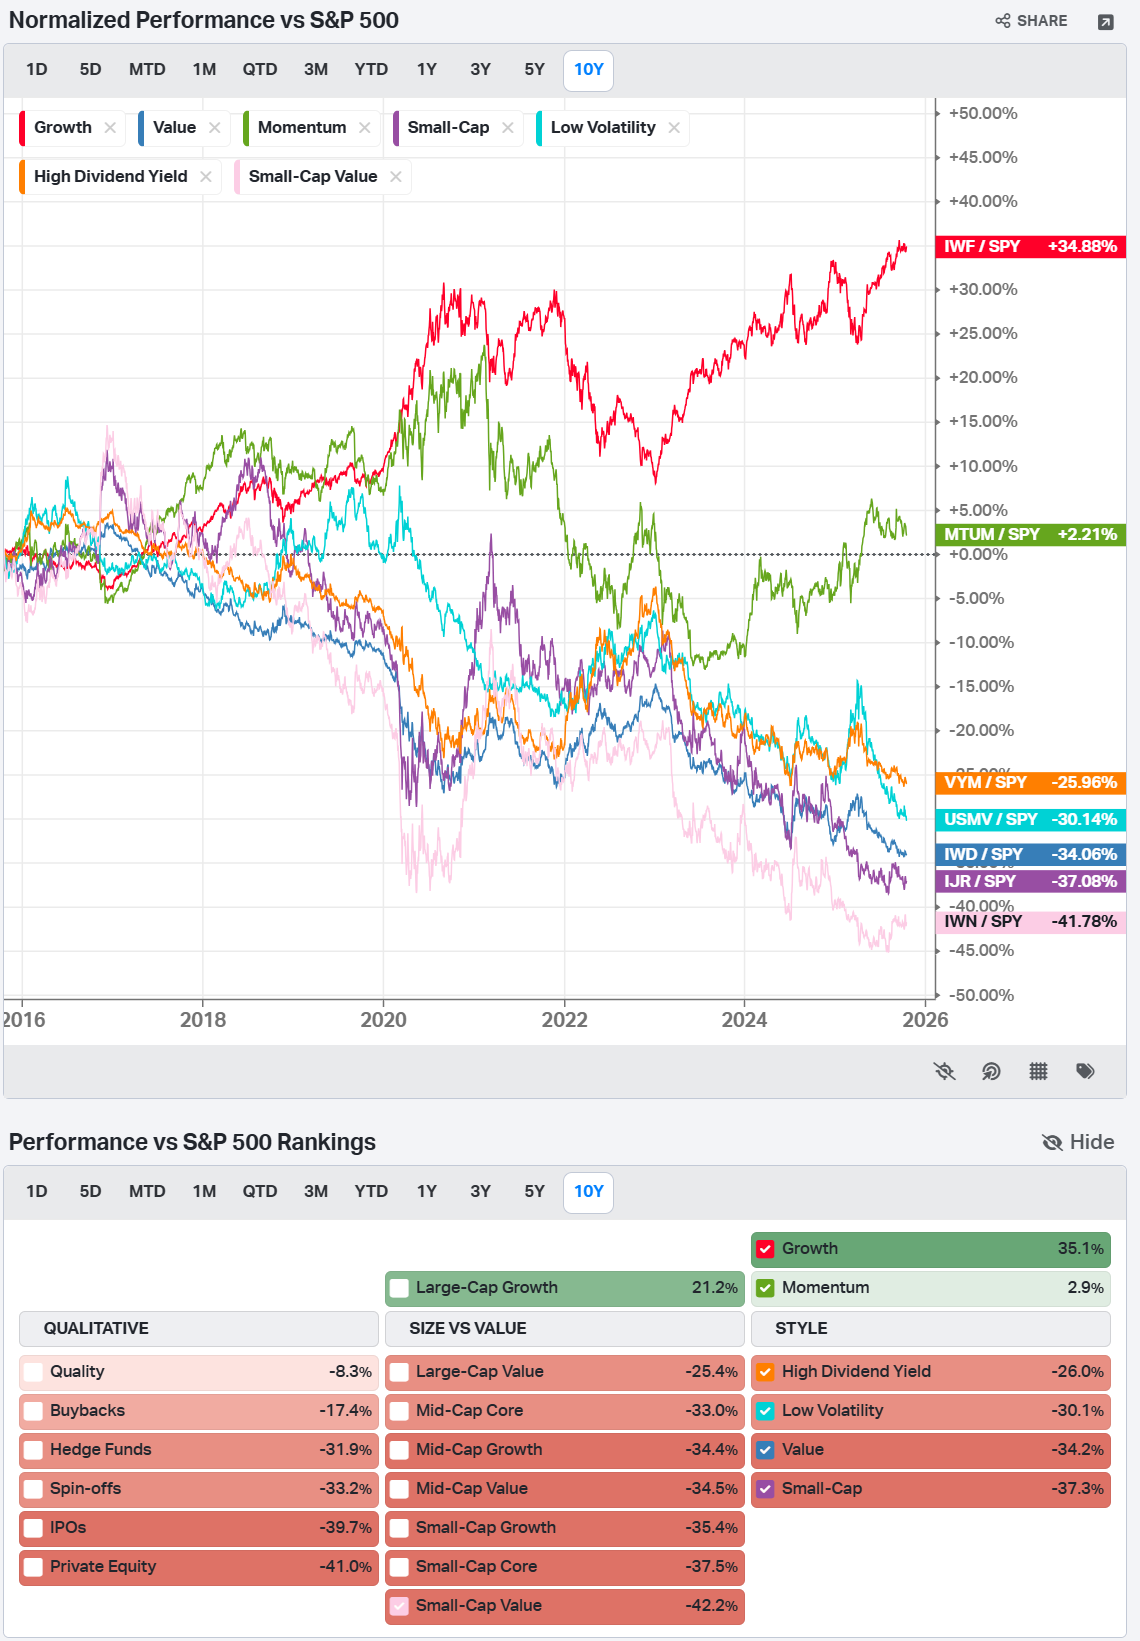 Normalized Performance vs S&P 500
SHARE
1D 5D MTD 1M QTD 3M YTD 1Y 3Y 5Y 10Y
Growth Value Momentum Small-Cap Low Volatility
High Dividend Yield Small-Cap Value
+50.00%
+45.00%
+40.00%
IWF / SPY +34.88%
+30.00%
+25.00%
+20.00%
+15.00%
+10.00%
+5.00%
MTUM / SPY +2.21%
+0.00%
-5.00%
-10.00%
-15.00%
-20.00%
VYM / SPY -25.96%
USMV / SPY -30.14%
IWD / SPY -34.06%
IJR / SPY -37.08%
-40.00%
IWN / SPY -41.78%
-45.00%
-50.00%
2016 2018 2020 2022 2024 2026
Performance vs S&P 500 Rankings
Hide
1D 5D MTD 1M QTD 3M YTD 1Y 3Y 5Y 10Y
Growth 35.1%
Large-Cap Growth 21.2% Momentum 2.9%
QUALITATIVE SIZE VS VALUE STYLE
Quality -8.3% Large-Cap Value -25.4% High Dividend Yield -26.0%
Buybacks -17.4% Mid-Cap Core -33.0% Low Volatility -30.1%
Hedge Funds -31.9% Mid-Cap Growth -34.4% Value -34.2%
Spin-offs -33.2% Mid-Cap Value -34.5% Small-Cap -37.3%
IPOs -39.7% Small-Cap Growth -35.4%
Private Equity -41.0% Small-Cap Core -37.5%
Small-Cap Value -42.2%